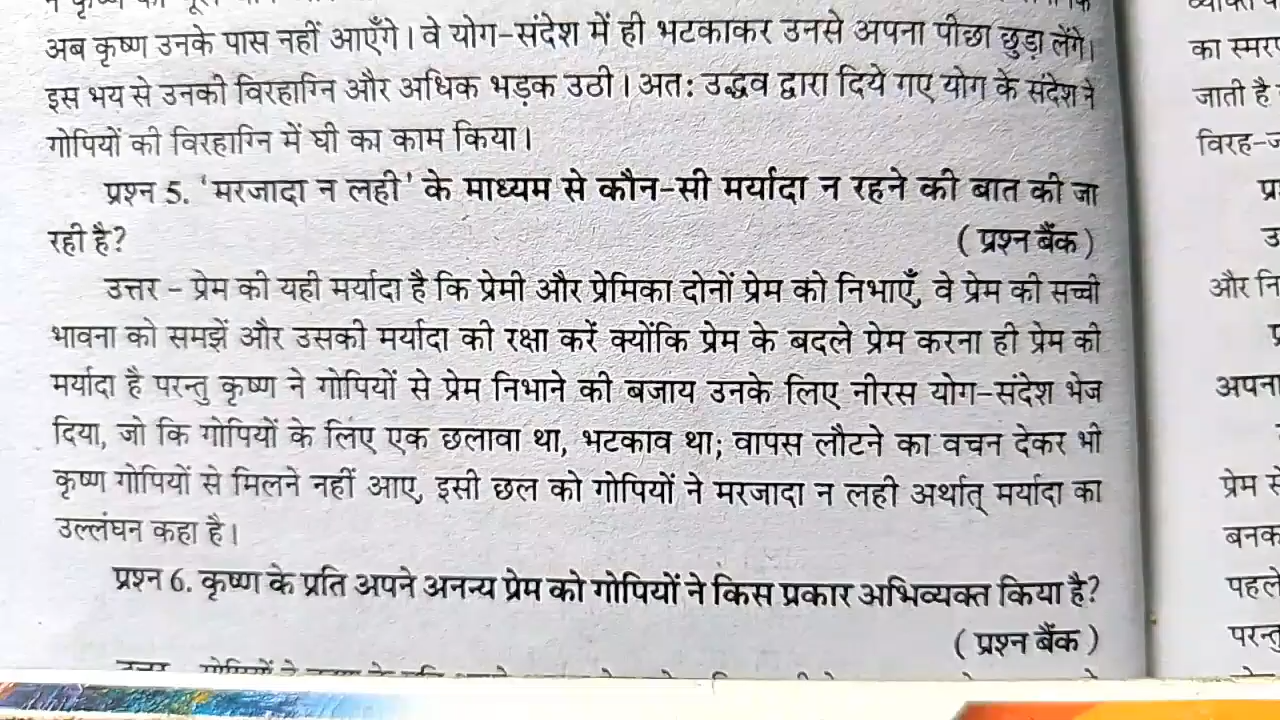 अब कृष्ण उनके पास नहीं आएँगे। वे योग-संदेश में ही भटकाकर उनसे अपना पीछा छुड़ा लेंगे।
इस भय से उनकी विरहाग्नि और अधिक भड़क उठी। अत: उद्धव द्वारा दिये गए योग के संदेश ने
गोपियों की विरहाग्नि में घी का काम किया।
प्रश्न 5. 'मरजादा न लही' के माध्यम से कौन-सी मर्यादा न रहने की बात की जा
रही है? (प्रश्न बैंक)
उत्तर - प्रेम की यही मर्यादा है कि प्रेमी और प्रेमिका दोनों प्रेम को निभाएँ, वे प्रेम की सच्ची
भावना को समझें और उसकी मर्यादा की रक्षा करें क्योंकि प्रेम के बदले प्रेम करना ही प्रेम की
मर्यादा है परन्तु कृष्ण ने गोपियों से प्रेम निभाने की बजाय उनके लिए नीरस योग-संदेश भेज
दिया, जो कि गोपियों के लिए एक छलावा था, भटकाव था; वापस लौटने का वचन देकर भी
कृष्ण गोपियों से मिलने नहीं आए, इसी छल को गोपियों ने मरजादा न लही अर्थात् मर्यादा का
उल्लंघन कहा है।
प्रश्न 6. कृष्ण के प्रति अपने अनन्य प्रेम को गोपियों ने किस प्रकार अभिव्यक्त किया है?
(प्रश्न बैंक)
का
जाती है
और
अपना
प्रेम
पहले
परन्तु